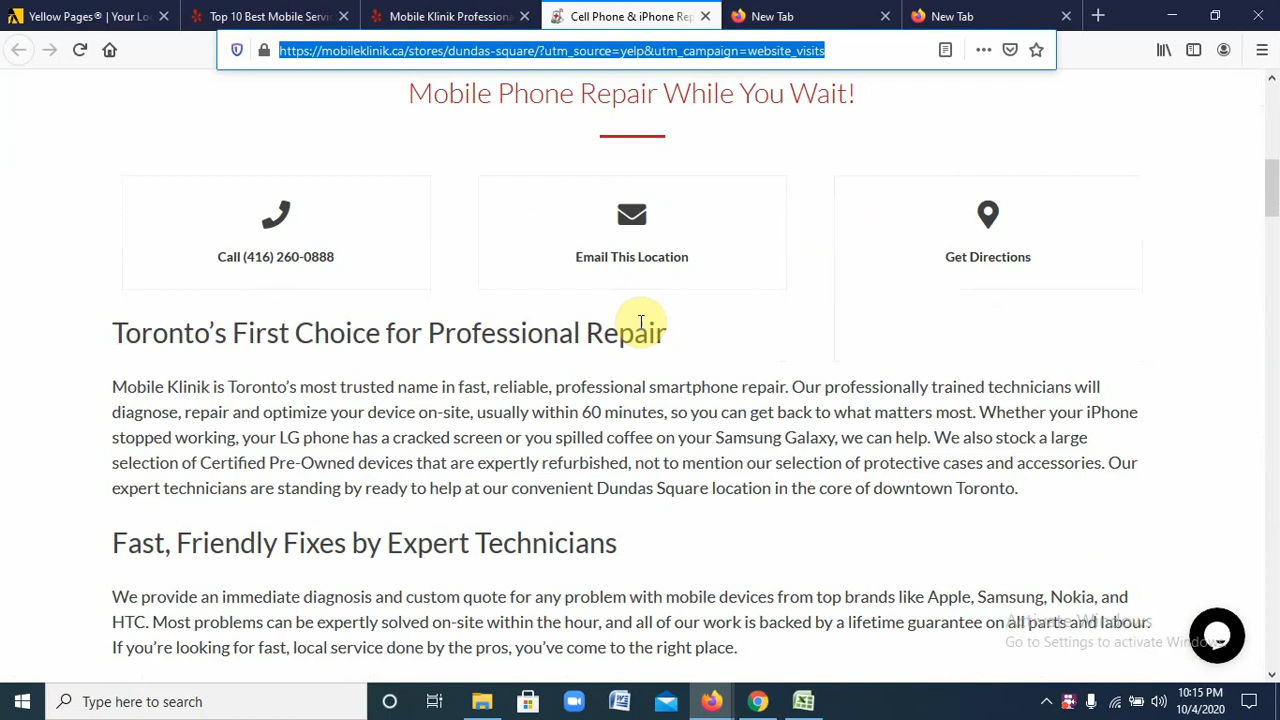 Yellow Pages® | Your Lo
Top 10 Best Mobile Servi
Mobile Klinik Professiona
Cell Phone & iPhone Rep
New Tab
New Tab
https://mobileklinik.ca/stores/dundas-square/?utm_source=yelp&utm_campaign=website_visits
Mobile Phone Repair While You Wait!
Call (416) 260-0888
Email This Location
Get Directions
Toronto's First Choice for Professional Repair
Mobile Klinik is Toronto's most trusted name in fast, reliable, professional smartphone repair. Our professionally trained technicians will
diagnose, repair and optimize your device on-site, usually within 60 minutes, so you can get back to what matters most. Whether your iPhone
stopped working, your LG phone has a cracked screen or you spilled coffee on your Samsung Galaxy, we can help. We also stock a large
selection of Certified Pre-Owned devices that are expertly refurbished, not to mention our selection of protective cases and accessories. Our
expert technicians are standing by ready to help at our convenient Dundas Square location in the core of downtown Toronto.
Fast, Friendly Fixes by Expert Technicians
We provide an immediate diagnosis and custom quote for any problem with mobile devices from top brands like Apple, Samsung, Nokia, and
HTC. Most problems can be expertly solved on-site within the hour, and all of our work is backed by a lifetime guarantee on all parts and labour.
If you're looking for fast, local service done by the pros, you've come to the right place.
Activate Windows
Go to Settings to activate Windows.
Type here to search
10:15 PM
10/4/2020